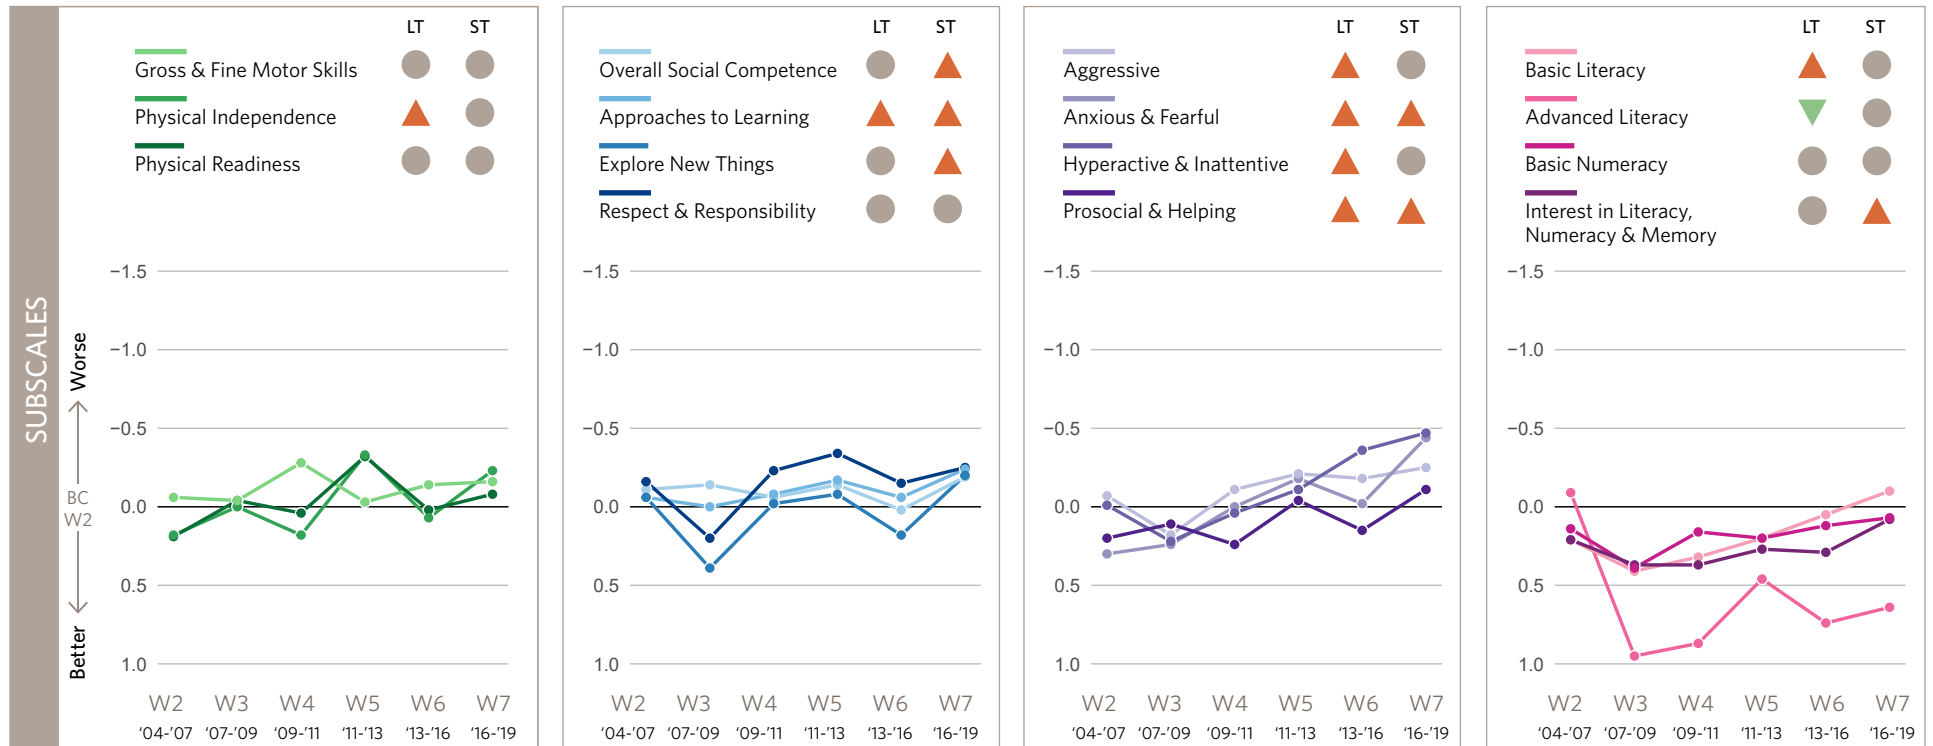 SUBSCALES
Worse
BC
W2
Better
LT ST
Gross & Fine Motor Skills
Physical Independence
Physical Readiness
−1.5
−1.0
−0.5
0.0
0.5
1.0
W2 W3 W4 W5 W6 W7
‘04-’07 ‘07-’09 ‘09-’11 ‘11-’13 ‘13-’16 ‘16-’19
LT ST
Overall Social Competence
Approaches to Learning
Explore New Things
Respect & Responsibility
−1.5
−1.0
−0.5
0.0
0.5
1.0
W2 W3 W4 W5 W6 W7
‘04-’07 ‘07-’09 ‘09-’11 ‘11-’13 ‘13-’16 ‘16-’19
LT ST
Aggressive
Anxious & Fearful
Hyperactive & Inattentive
Prosocial & Helping
−1.5
−1.0
−0.5
0.0
0.5
1.0
W2 W3 W4 W5 W6 W7
‘04-’07 ‘07-’09 ‘09-’11 ‘11-’13 ‘13-’16 ‘16-’19
LT ST
Basic Literacy
Advanced Literacy
Basic Numeracy
Interest in Literacy,
Numeracy & Memory
−1.5
−1.0
−0.5
0.0
0.5
1.0
W2 W3 W4 W5 W6 W7
‘04-’07 ‘07-’09 ‘09-’11 ‘11-’13 ‘13-’16 ‘16-’19